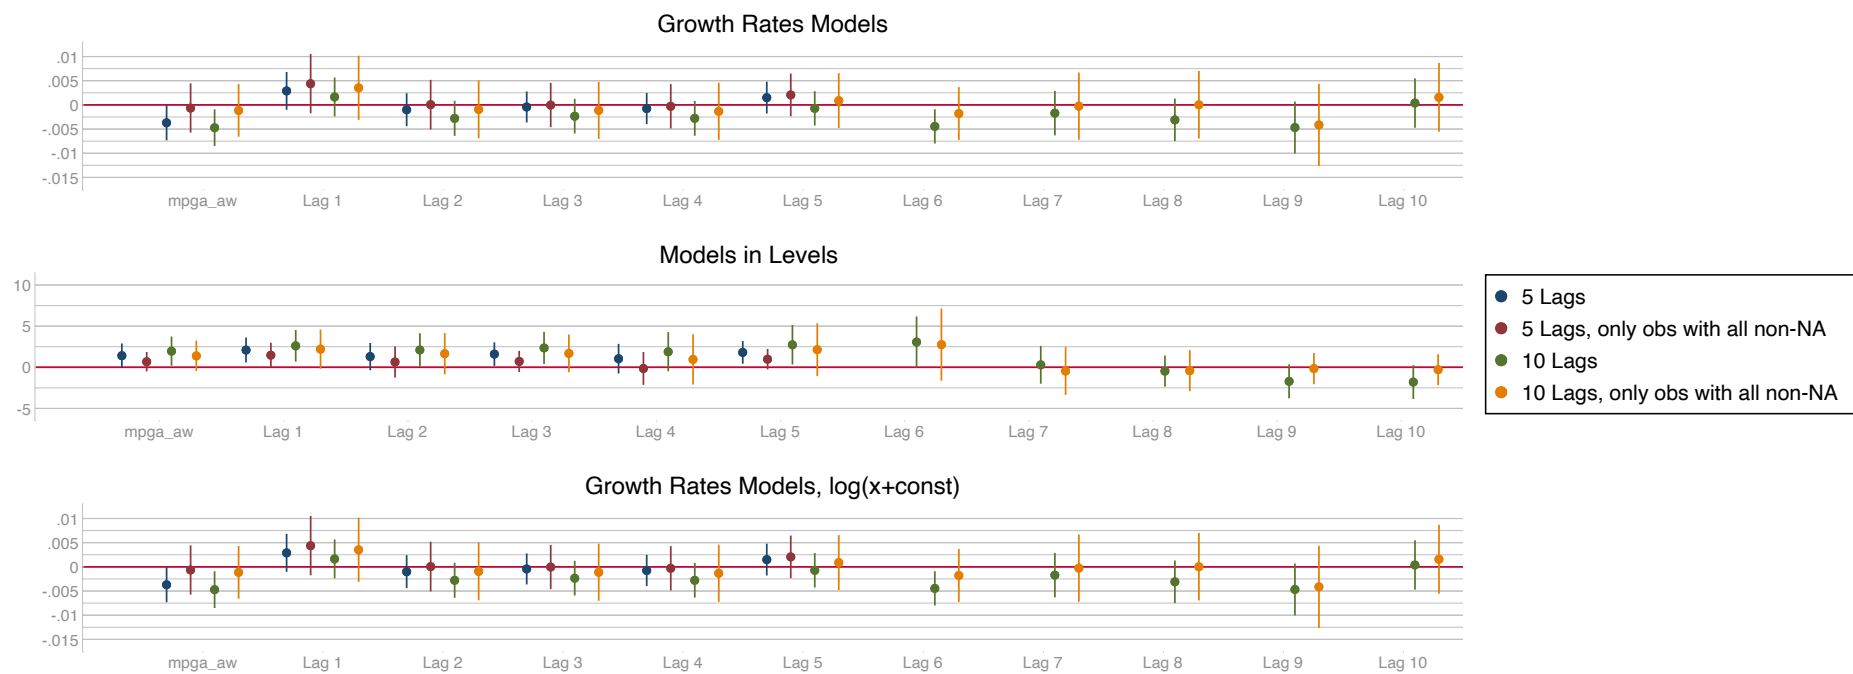 Growth Rates Models
.01
.005
0
-.005
-.01
-.015
mpga_aw Lag 1 Lag 2 Lag 3 Lag 4 Lag 5 Lag 6 Lag 7 Lag 8 Lag 9 Lag 10
Models in Levels
10
5
0
-5
mpga_aw Lag 1 Lag 2 Lag 3 Lag 4 Lag 5 Lag 6 Lag 7 Lag 8 Lag 9 Lag 10
5 Lags
5 Lags, only obs with all non-NA
10 Lags
10 Lags, only obs with all non-NA
Growth Rates Models, log(x+const)
.01
.005
0
-.005
-.01
-.015
mpga_aw Lag 1 Lag 2 Lag 3 Lag 4 Lag 5 Lag 6 Lag 7 Lag 8 Lag 9 Lag 10